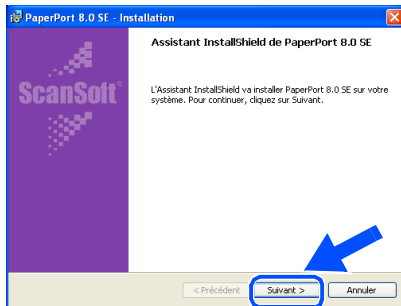 PaperPort 8.0 SE - Installation
Assistant InstallShield de PaperPort 8.0 SE
ScanSoft®
L'Assistant InstallShield va installer PaperPort 8.0 SE sur votre
système. Pour continuer, cliquez sur Suivant.
< Précédent
Suivant >
Annuler